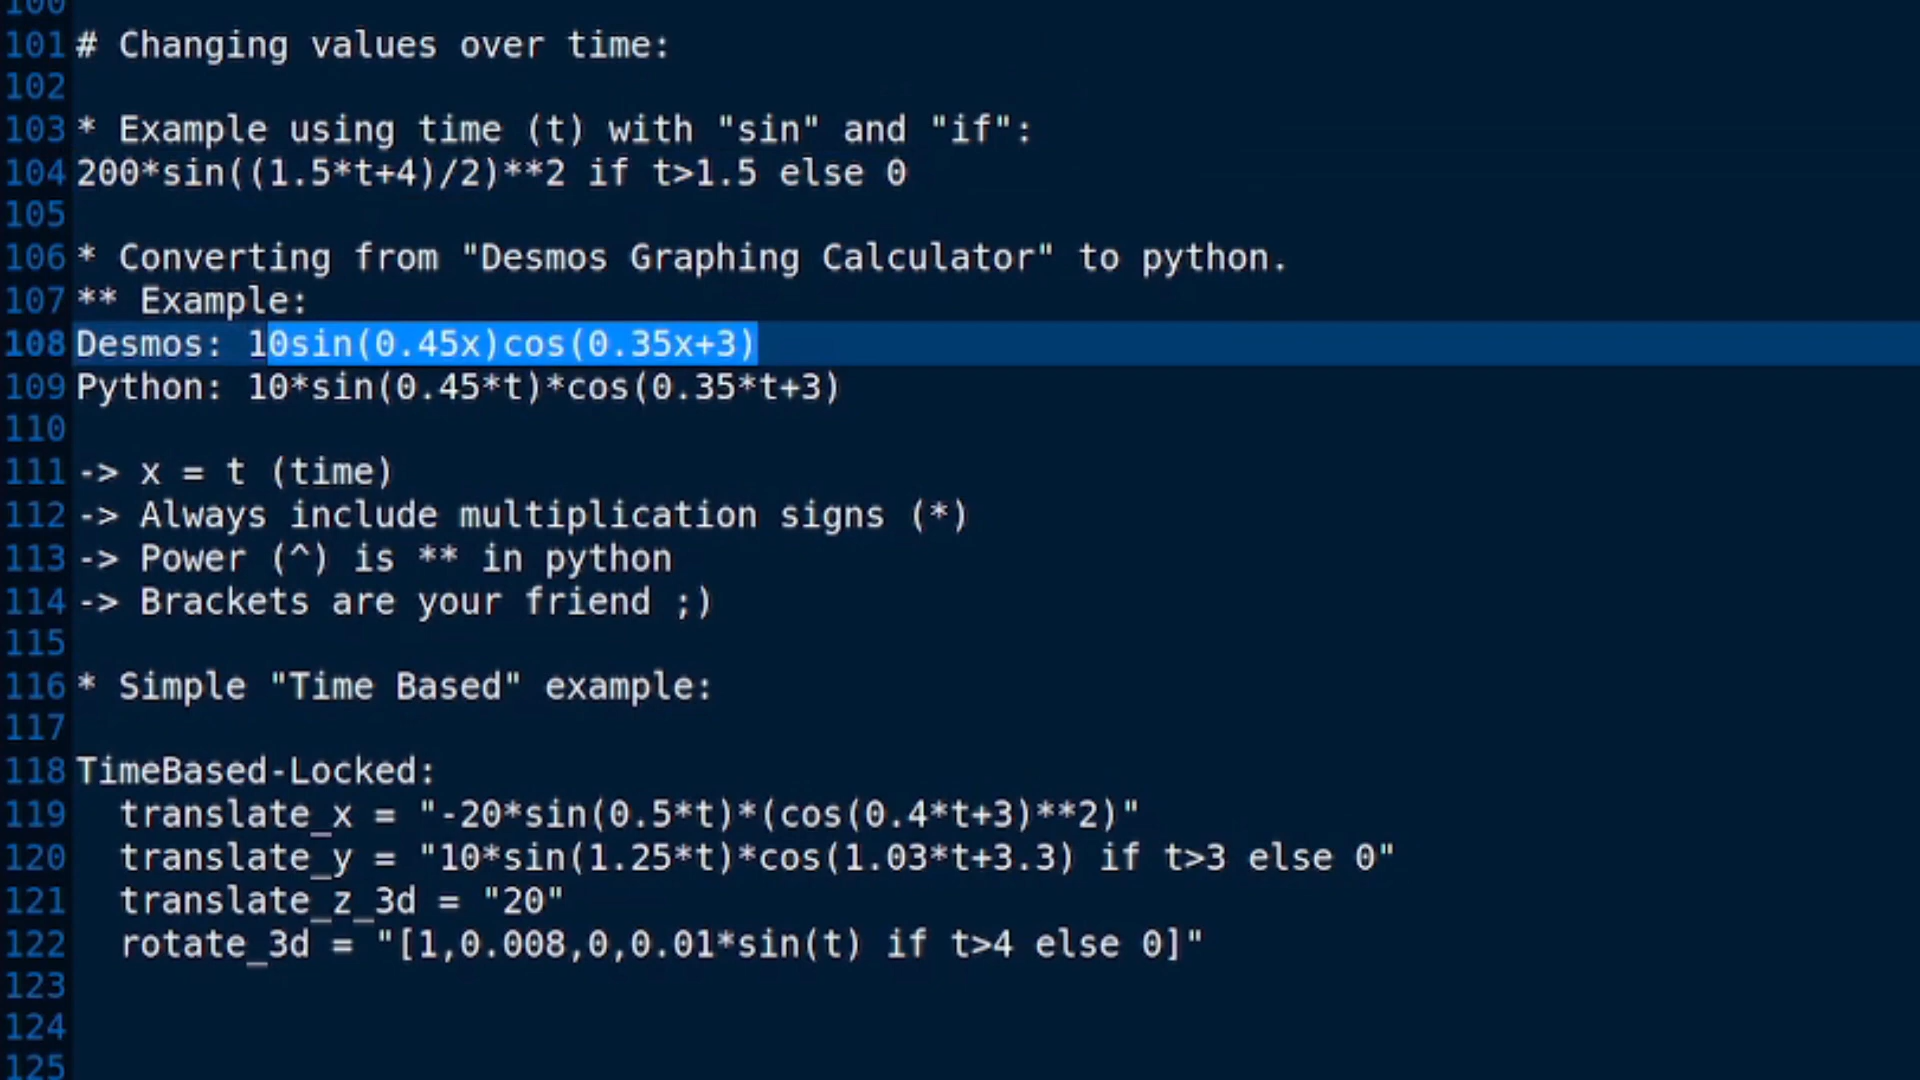 100
101 # Changing values over time:
102
103 * Example using time (t) with "sin" and "if":
104 200*sin((1.5*t+4)/2)**2 if t>1.5 else 0
105
106 * Converting from "Desmos Graphing Calculator" to python.
107 ** Example:
108 Desmos: 10sin(0.45x)cos(0.35x+3)
109 Python: 10*sin(0.45*t)*cos(0.35*t+3)
110
111 -> x = t (time)
112 -> Always include multiplication signs (*)
113 -> Power (^) is ** in python
114 -> Brackets are your friend ;)
115
116 * Simple "Time Based" example:
117
118 TimeBased-Locked:
119   translate_x = "-20*sin(0.5*t)*(cos(0.4*t+3)**2)"
120   translate_y = "10*sin(1.25*t)*cos(1.03*t+3.3) if t>3 else 0"
121   translate_z_3d = "20"
122   rotate_3d = "[1,0.008,0,0.01*sin(t) if t>4 else 0]"
123
124
125